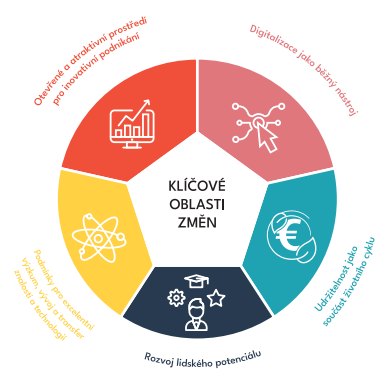 Otevřené a atraktivní prostředí
pro inovativní podnikání
Digitalizace jako běžný nástroj
KLÍČOVÉ
OBLASTI
ZMĚN
Udržitelnost jako
součást životního cyklu
Podmínky pro excelentní
výzkum, vývoj a transfer
znalostí a technologií
Rozvoj lidského potenciálu